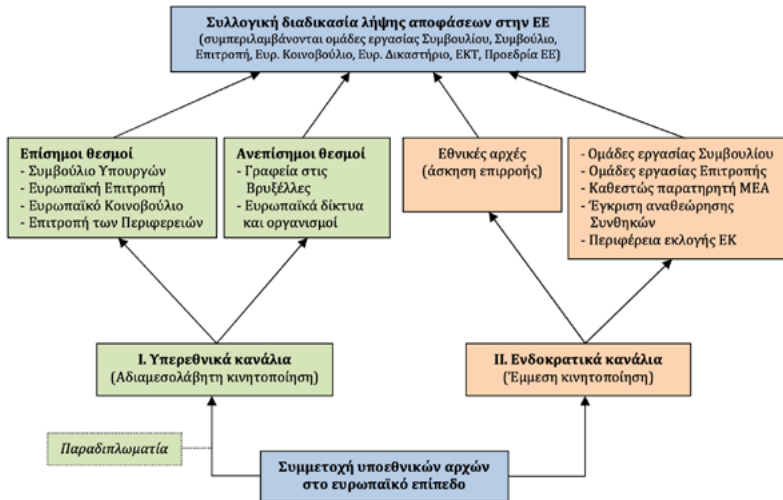 Συλλογική διαδικασία λήψης αποφάσεων στην ΕΕ
(συμπεριλαμβάνονται ομάδες εργασίας Συμβουλίου, Συμβούλιο,
Επιτροπή, Ευρ. Κοινοβούλιο, Ευρ. Δικαστήριο, ΕΚΤ, Προεδρία ΕΕ)
Επίσημοι θεσμοί
- Συμβούλιο Υπουργών
- Ευρωπαϊκή Επιτροπή
- Ευρωπαϊκό Κοινοβούλιο
- Επιτροπή των Περιφερειών
Ανεπίσημοι θεσμοί
- Γραφεία στις
Βρυξέλλες
- Ευρωπαϊκά δίκτυα
και οργανισμοί
Εθνικές αρχές
(άσκηση επιρροής)
- Ομάδες εργασίας Συμβουλίου
- Ομάδες εργασίας Επιτροπής
- Καθεστώς παρατηρητή ΜΕΑ
- Έγκριση αναθεώρησης
Συνθηκών
- Περιφέρεια εκλογής ΕΚ
Ι. Υπερεθνικά κανάλια
(Αδιαμεσολάβητη κινητοποίηση)
ΙΙ. Ενδοκρατικά κανάλια
(Έμμεση κινητοποίηση)
Παραδιπλωματία
Συμμετοχή υποεθνικών αρχών
στο ευρωπαϊκό επίπεδο